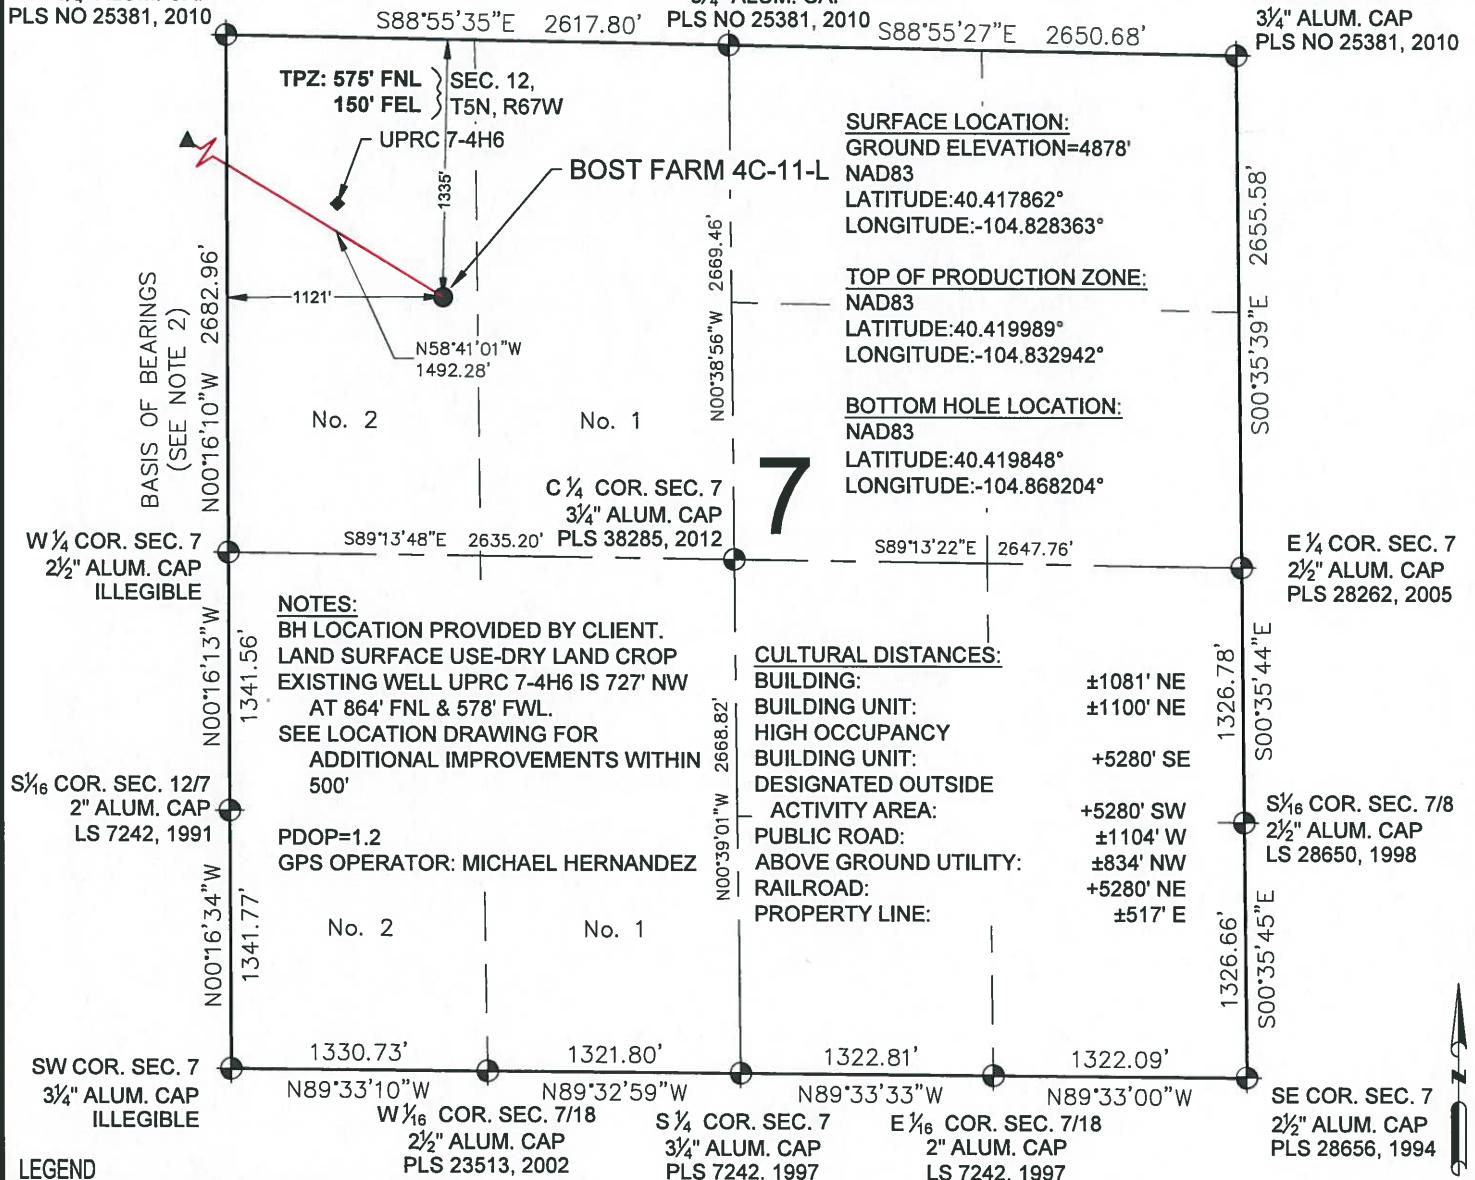 PLS NO 25381, 2010
S88°55'35"E 2617.80'
PLS NO 25381, 2010
S88°55'27"E 2650.68'
3¼" ALUM. CAP
PLS NO 25381, 2010
TPZ: 575' FNL
150' FEL
SEC. 12,
T5N, R67W
UPRC 7-4H6
BOST FARM 4C-11-L
1335'
1121'
N58°41'01"W
1492.28'
SURFACE LOCATION:
GROUND ELEVATION=4878'
NAD83
LATITUDE:40.417862°
LONGITUDE:-104.828363°
TOP OF PRODUCTION ZONE:
NAD83
LATITUDE:40.419989°
LONGITUDE:-104.832942°
BOTTOM HOLE LOCATION:
NAD83
LATITUDE:40.419848°
LONGITUDE:-104.868204°
BASIS OF BEARINGS
(SEE NOTE 2)
N00°16'10"W 2682.96'
N00°38'56"W 2669.46'
S00°35'39"E 2655.58'
No. 2
No. 1
7
C ¼ COR. SEC. 7
3¼" ALUM. CAP
PLS 38285, 2012
W ¼ COR. SEC. 7
2½" ALUM. CAP
ILLEGIBLE
S89°13'48"E 2635.20'
S89°13'22"E 2647.76'
E ¼ COR. SEC. 7
2½" ALUM. CAP
PLS 28262, 2005
NOTES:
BH LOCATION PROVIDED BY CLIENT.
LAND SURFACE USE-DRY LAND CROP
EXISTING WELL UPRC 7-4H6 IS 727' NW
AT 864' FNL & 578' FWL.
SEE LOCATION DRAWING FOR
ADDITIONAL IMPROVEMENTS WITHIN
500'
PDOP=1.2
GPS OPERATOR: MICHAEL HERNANDEZ
CULTURAL DISTANCES:
BUILDING: ±1081' NE
BUILDING UNIT: ±1100' NE
HIGH OCCUPANCY
BUILDING UNIT: +5280' SE
DESIGNATED OUTSIDE
ACTIVITY AREA: +5280' SW
PUBLIC ROAD: ±1104' W
ABOVE GROUND UTILITY: ±834' NW
RAILROAD: +5280' NE
PROPERTY LINE: ±517' E
N00°16'13"W
1341.56'
N00°39'01"W 2668.82'
1326.78'
S00°35'44"E
S1⁄16 COR. SEC. 12/7
2" ALUM. CAP
LS 7242, 1991
S1⁄16 COR. SEC. 7/8
2½" ALUM. CAP
LS 28650, 1998
N00°16'34"W
1341.77'
1326.66'
S00°35'45"E
No. 2
No. 1
SW COR. SEC. 7
3¼" ALUM. CAP
ILLEGIBLE
1330.73'
N89°33'10"W
1321.80'
N89°32'59"W
1322.81'
N89°33'33"W
1322.09'
N89°33'00"W
W 1⁄16 COR. SEC. 7/18
2½" ALUM. CAP
PLS 23513, 2002
S ¼ COR. SEC. 7
3¼" ALUM. CAP
PLS 7242, 1997
E 1⁄16 COR. SEC. 7/18
2" ALUM. CAP
LS 7242, 1997
SE COR. SEC. 7
2½" ALUM. CAP
PLS 28656, 1994
N
LEGEND